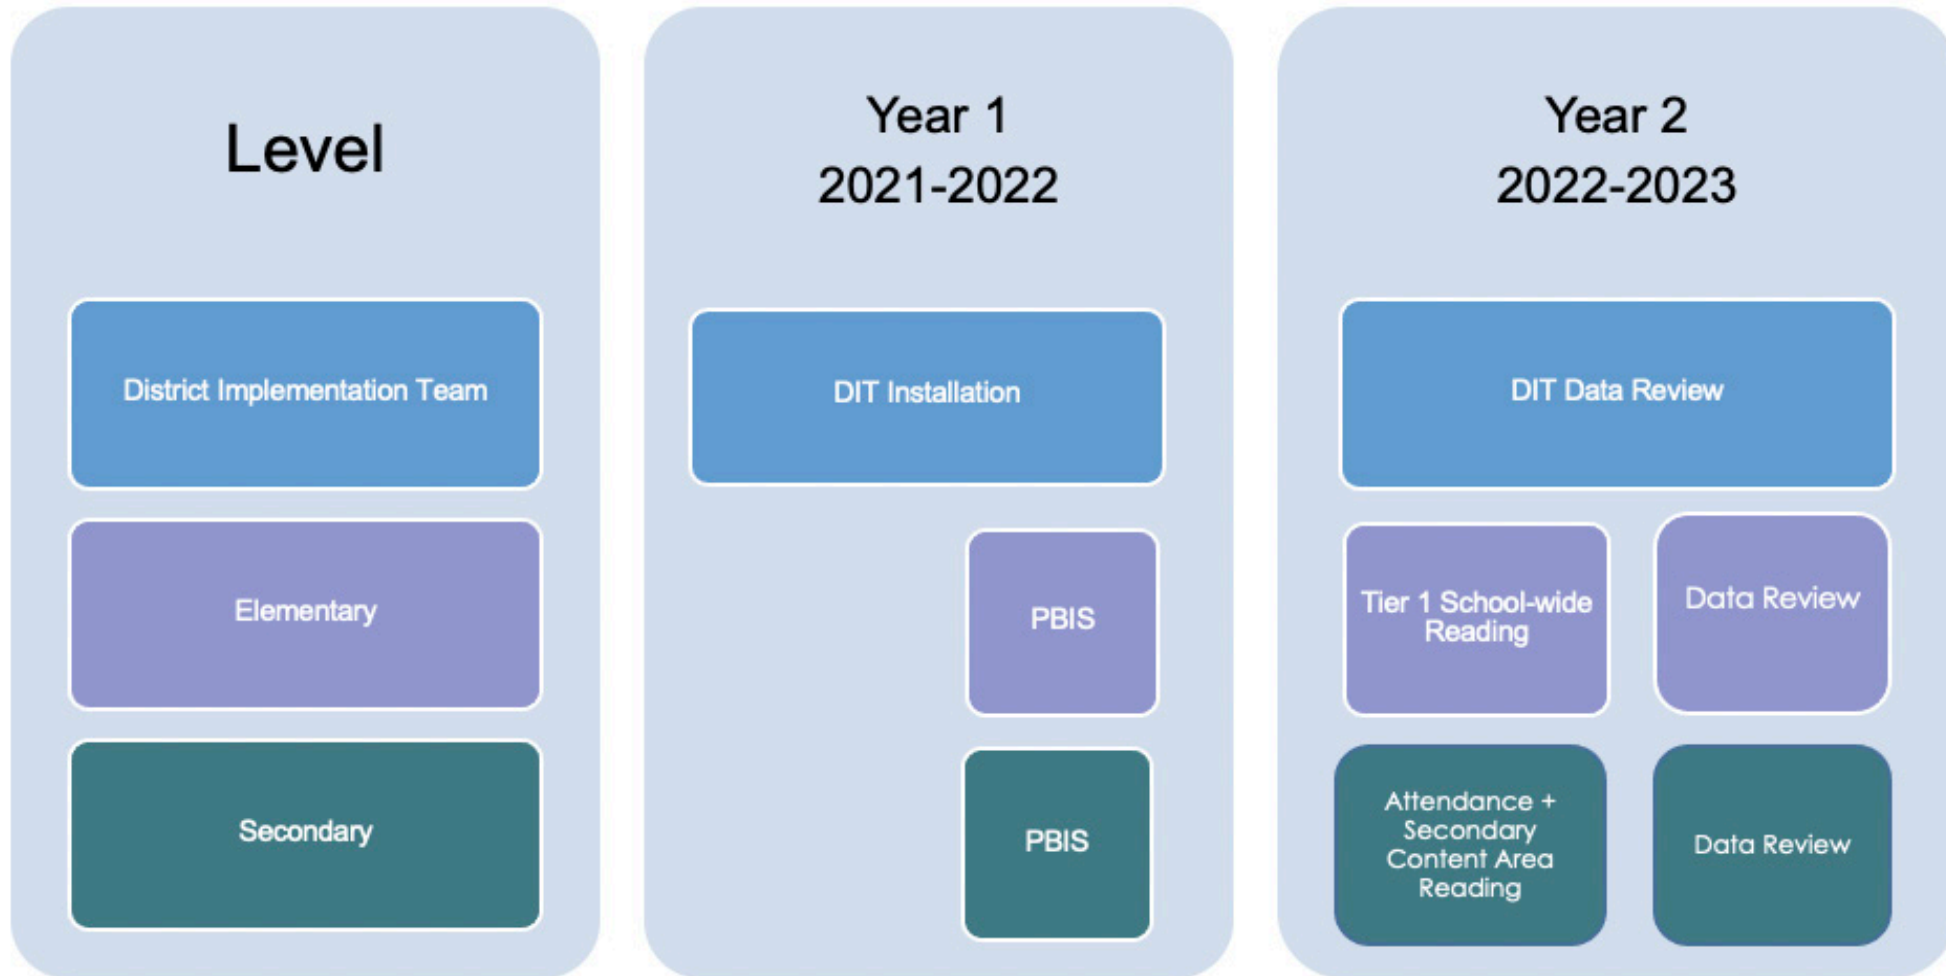 Level
Year 1
2021-2022
Year 2
2022-2023
District Implementation Team
DIT Installation
DIT Data Review
Elementary
PBIS
Tier 1 School-wide
Reading
Data Review
Secondary
PBIS
Attendance +
Secondary
Content Area
Reading
Data Review